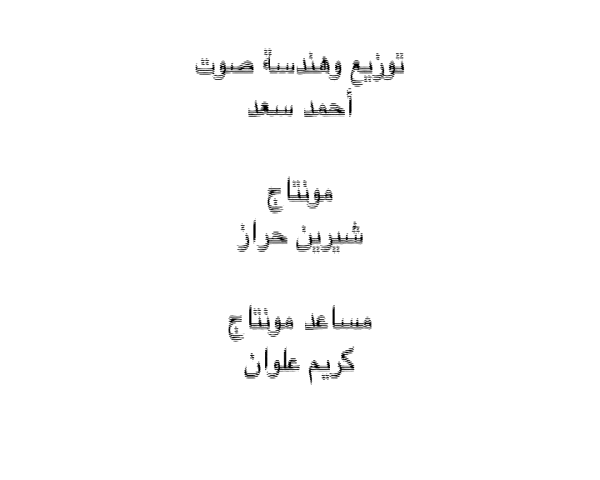 توزيع وهندسة صوت
أحمد سعد
مونتاج
شيرين حراز
مساعد مونتاج
كريم علوان